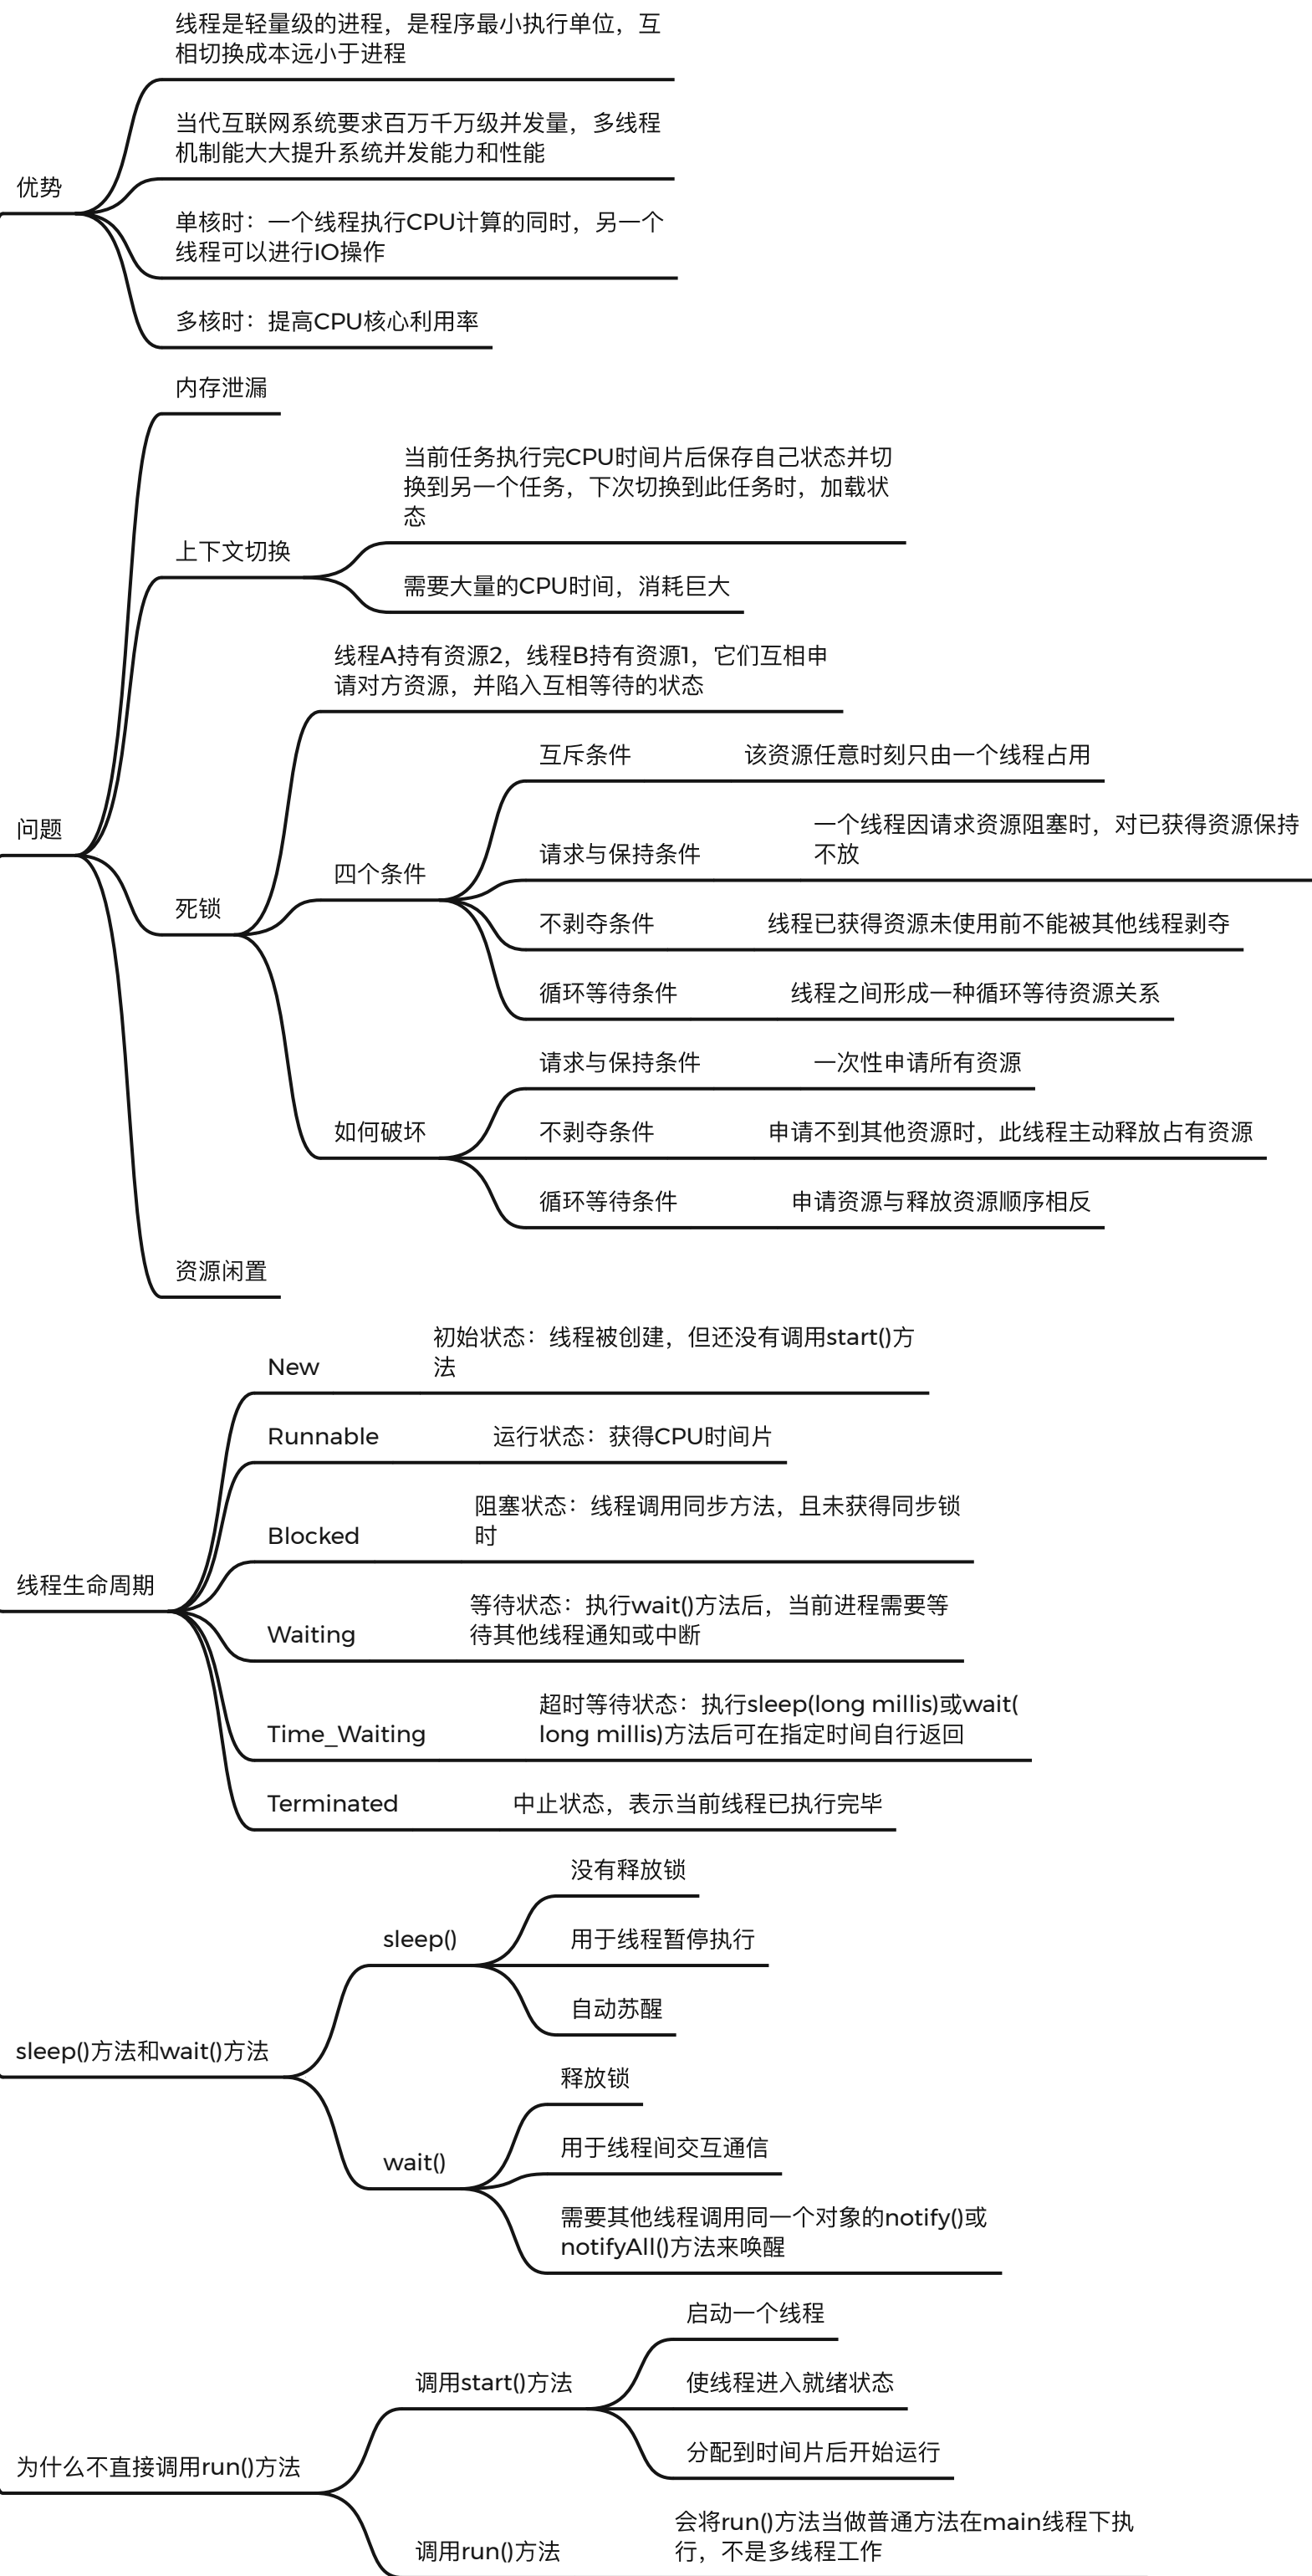 线程是轻量级的进程，是程序最小执行单位，互
相切换成本远小于进程
当代互联网系统要求百万千万级并发量，多线程
机制能大大提升系统并发能力和性能
优势
单核时：一个线程执行CPU计算的同时，另一个
线程可以进行IO操作
多核时：提高CPU核心利用率
内存泄漏
当前任务执行完CPU时间片后保存自己状态并切
换到另一个任务，下次切换到此任务时，加载状
态
上下文切换
需要大量的CPU时间，消耗巨大
线程A持有资源2，线程B持有资源1，它们互相申
请对方资源，并陷入互相等待的状态
互斥条件
该资源任意时刻只由一个线程占用
问题
一个线程因请求资源阻塞时，对已获得资源保持
不放
请求与保持条件
四个条件
死锁
不剥夺条件
线程已获得资源未使用前不能被其他线程剥夺
循环等待条件
线程之间形成一种循环等待资源关系
请求与保持条件
一次性申请所有资源
如何破坏
不剥夺条件
申请不到其他资源时，此线程主动释放占有资源
循环等待条件
申请资源与释放资源顺序相反
资源闲置
New
初始状态：线程被创建，但还没有调用start()方
法
Runnable
运行状态：获得CPU时间片
Blocked
阻塞状态：线程调用同步方法，且未获得同步锁
时
线程生命周期
Waiting
等待状态：执行wait()方法后，当前进程需要等
待其他线程通知或中断
Time_Waiting
超时等待状态：执行sleep(long millis)或wait(
long millis)方法后可在指定时间自行返回
Terminated
中止状态，表示当前线程已执行完毕
没有释放锁
sleep()
用于线程暂停执行
自动苏醒
sleep()方法和wait()方法
释放锁
用于线程间交互通信
wait()
需要其他线程调用同一个对象的notify()或
notifyAll()方法来唤醒
启动一个线程
调用start()方法
使线程进入就绪状态
分配到时间片后开始运行
为什么不直接调用run()方法
调用run()方法
会将run()方法当做普通方法在main线程下执
行，不是多线程工作